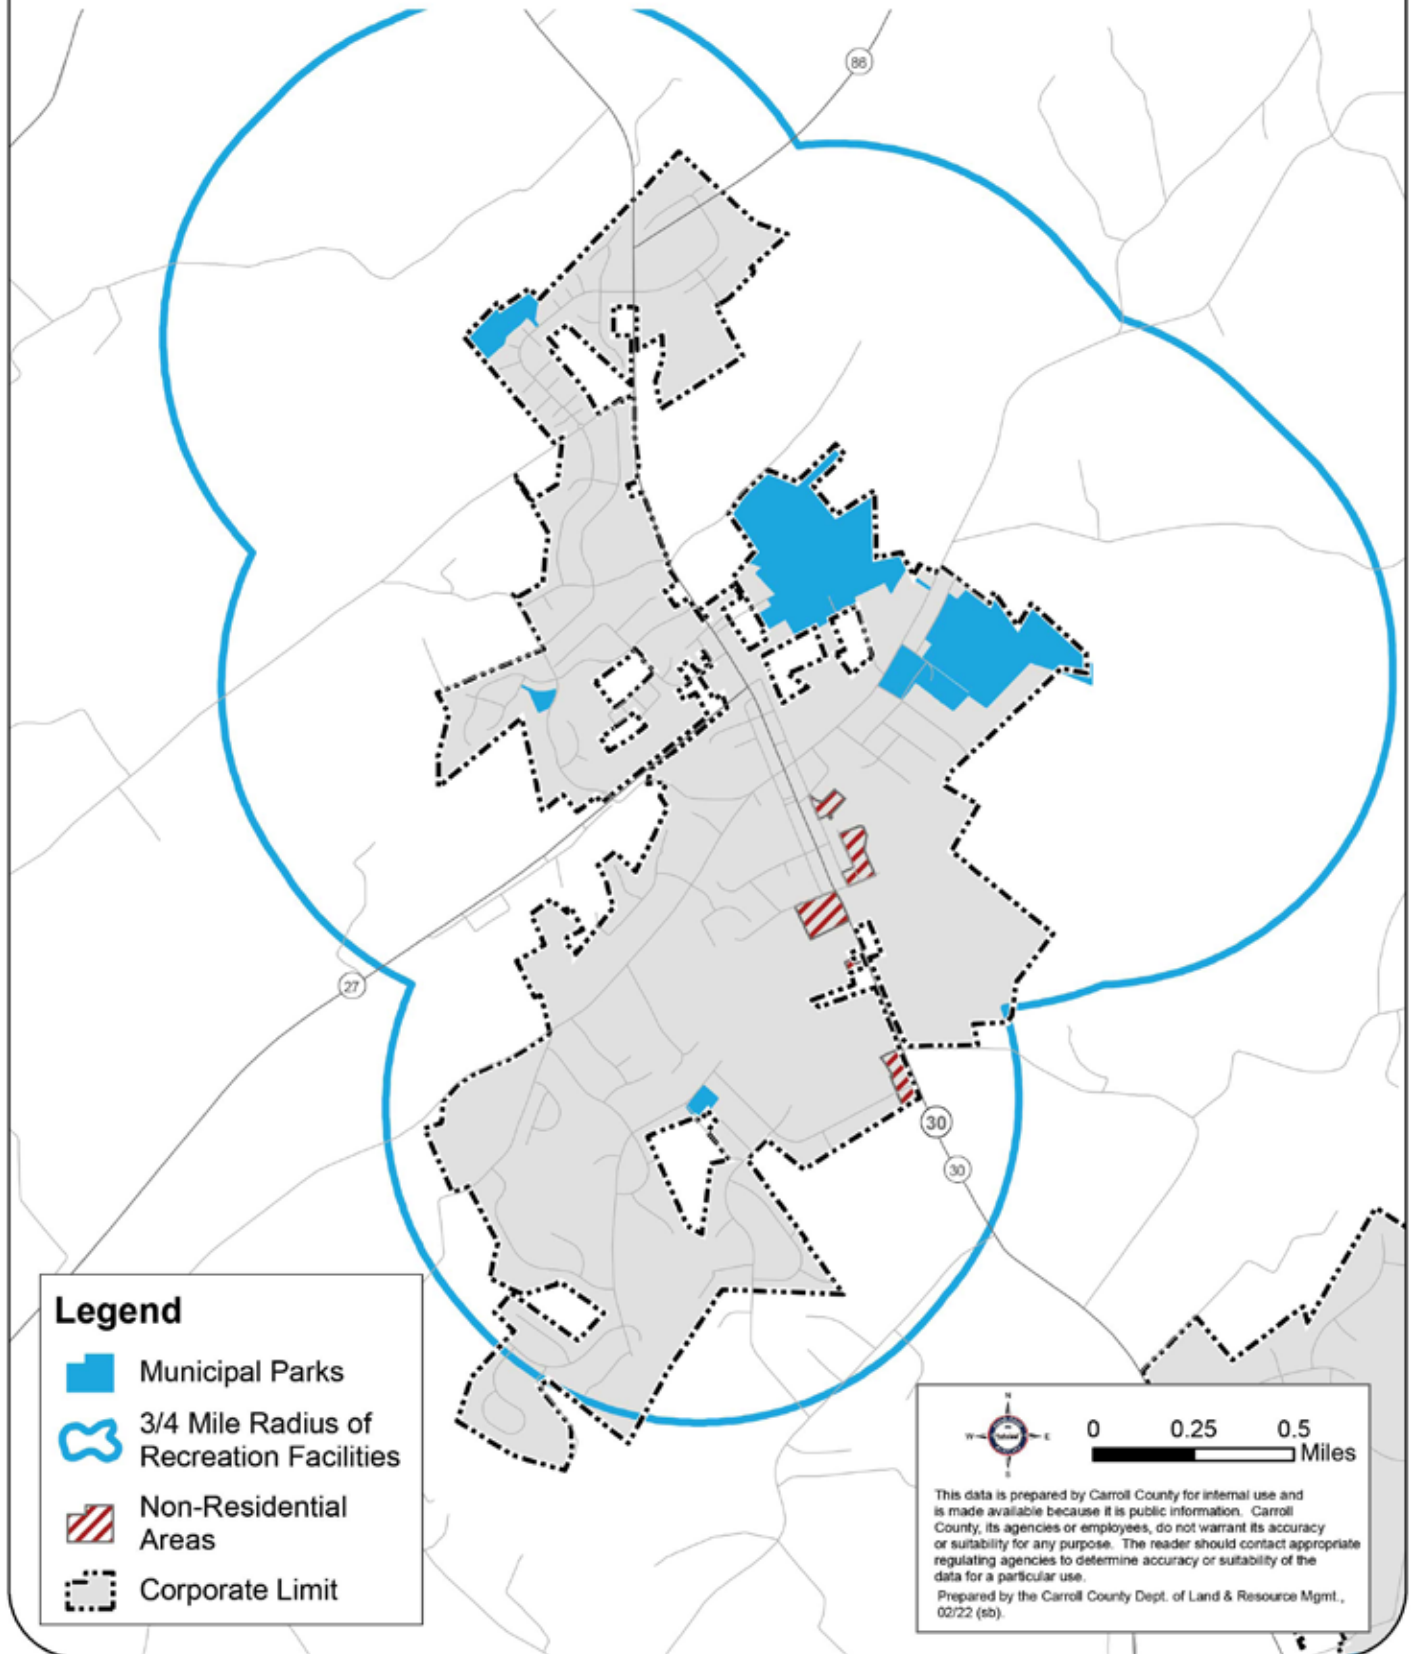 86
27
30
30
Legend
Municipal Parks
3/4 Mile Radius of
Recreation Facilities
Non-Residential
Areas
Corporate Limit
N
W
E
S
0 0.25 0.5
Miles
This data is prepared by Carroll County for internal use and
is made available because it is public information. Carroll
County, its agencies or employees, do not warrant its accuracy
or suitability for any purpose. The reader should contact appropriate
regulating agencies to determine accuracy or suitability of the
data for a particular use.
Prepared by the Carroll County Dept. of Land & Resource Mgmt.,
02/22 (sb).